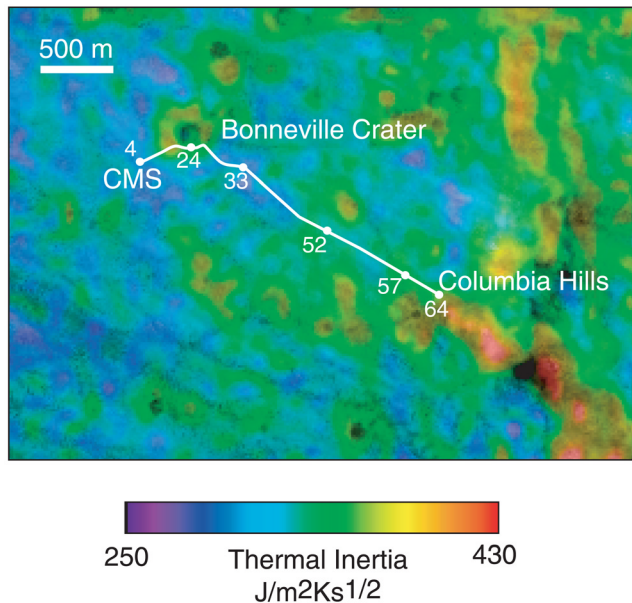 500 m
Bonneville Crater
4
24
CMS
33
52
57
Columbia Hills
64
250
Thermal Inertia
430
J/m2Ks1/2